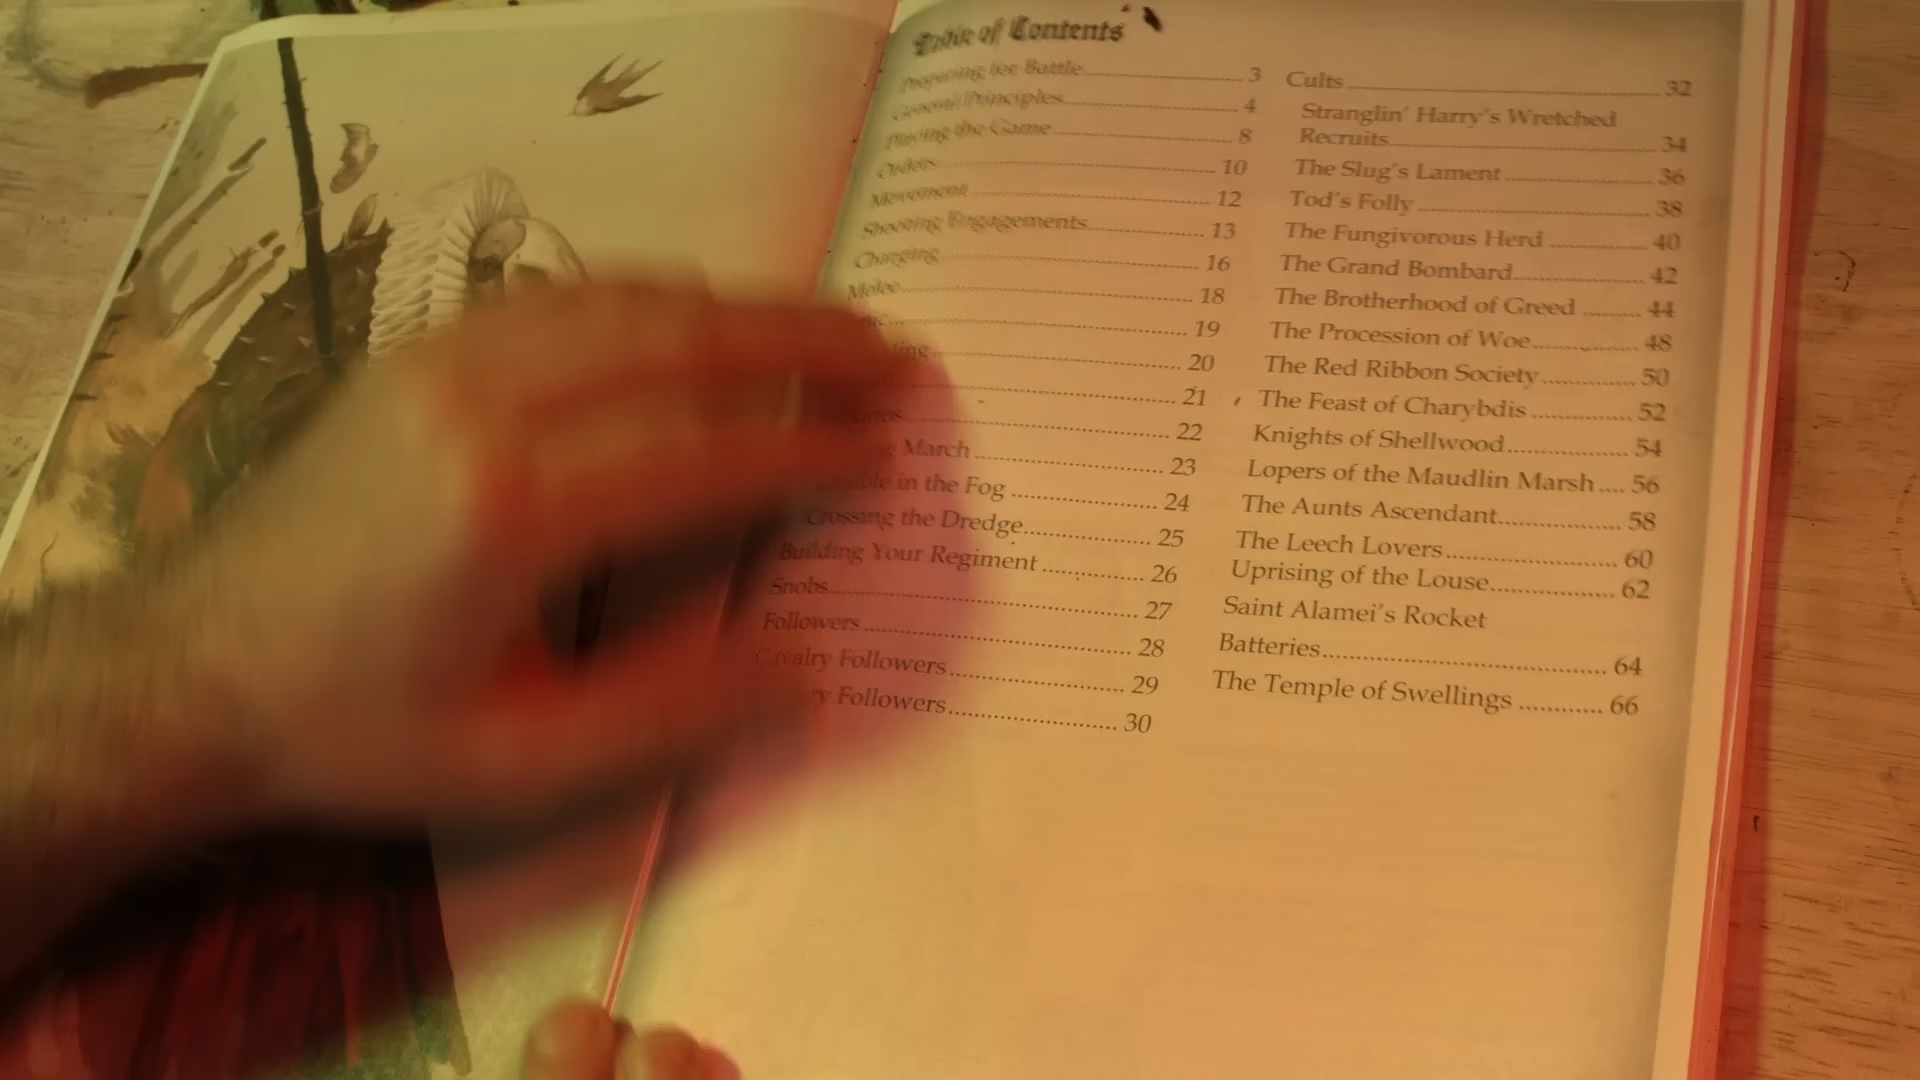 Table of Contents
Preparing for Battle 3
General Principles 4
Playing the Game 8
Orders 10
Movement 12
Shooting Engagements 13
Charging 16
Melee 18
19
20
21
22
March 23
in the Fog 24
Crossing the Dredge 25
Building Your Regiment 26
Snobs 27
Followers 28
Cavalry Followers 29
Followers 30
Cults 32
Stranglin' Harry's Wretched
Recruits 34
The Slug's Lament 36
Tod's Folly 38
The Fungivorous Herd 40
The Grand Bombard 42
The Brotherhood of Greed 44
The Procession of Woe 48
The Red Ribbon Society 50
The Feast of Charybdis 52
Knights of Shellwood 54
Lopers of the Maudlin Marsh 56
The Aunts Ascendant 58
The Leech Lovers 60
Uprising of the Louse 62
Saint Alamei's Rocket
Batteries 64
The Temple of Swellings 66